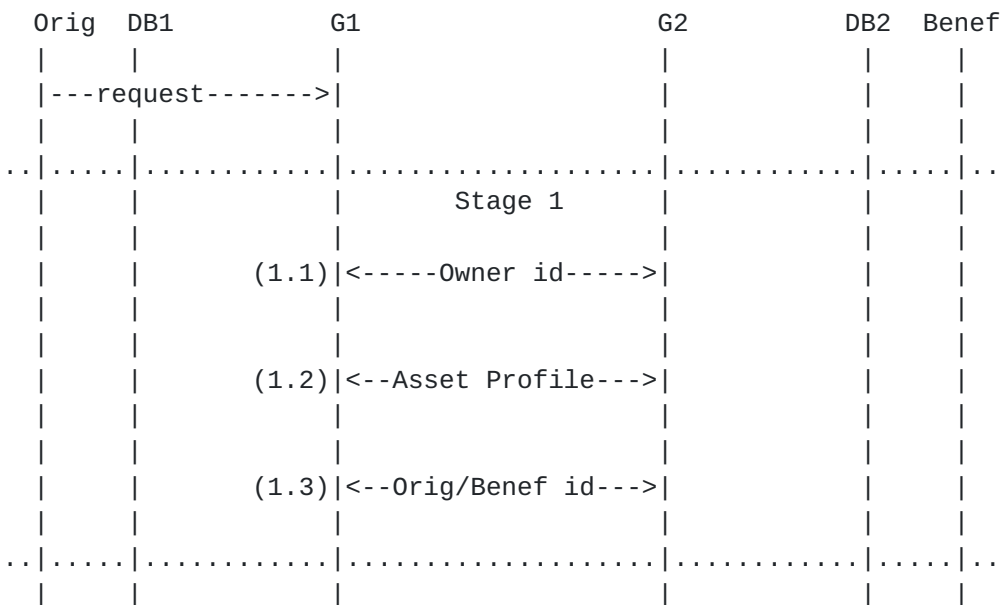 Orig DB1 G1 G2 DB2 Benef
|---request------->|
Stage 1
(1.1)|<-----Owner id----->|
(1.2)|<--Asset Profile--->|
(1.3)|<--Orig/Benef id--->|